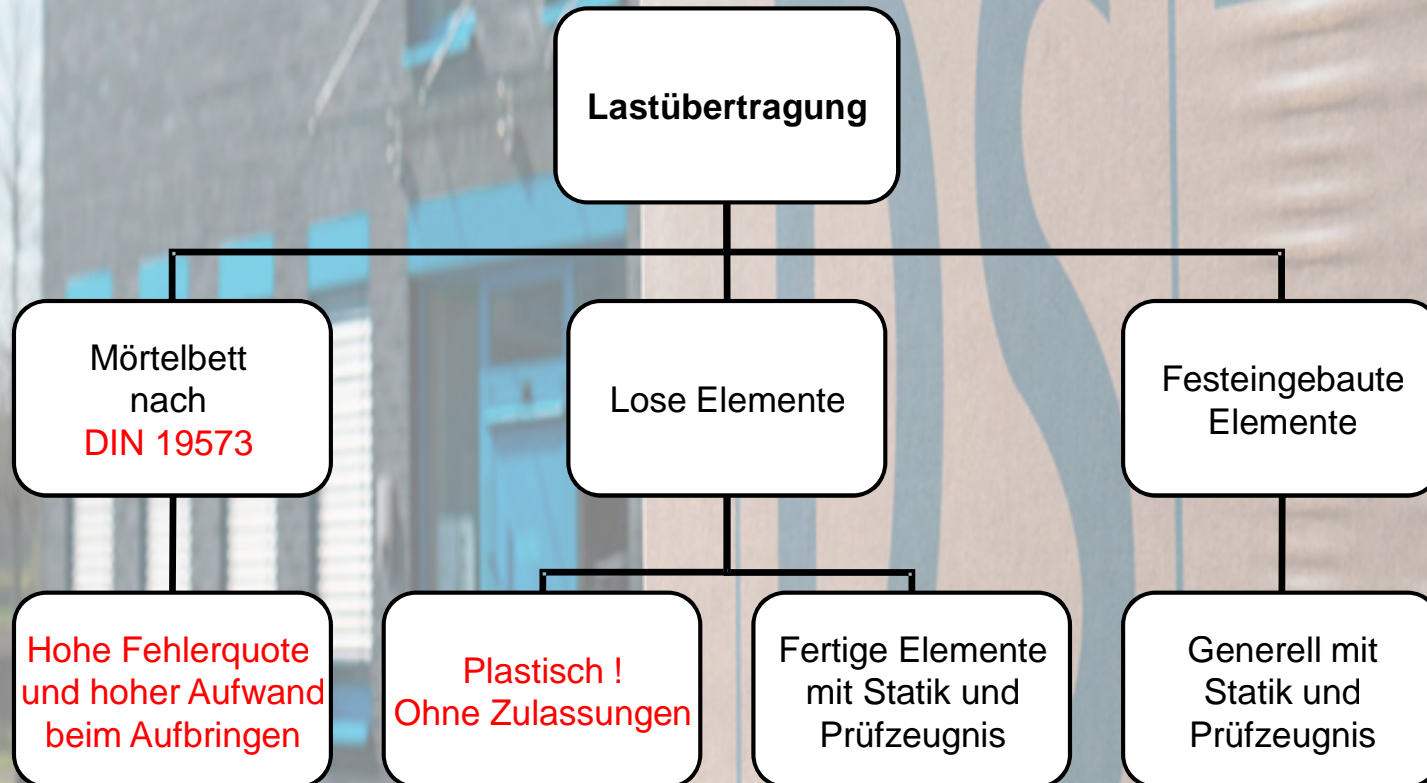 Lastübertragung
Mörtelbett
nach
DIN 19573
Lose Elemente
Festeingebaute
Elemente
Hohe Fehlerquote
und hoher Aufwand
beim Aufbringen
Plastisch !
Ohne Zulassungen
Fertige Elemente
mit Statik und
Prüfzeugnis
Generell mit
Statik und
Prüfzeugnis